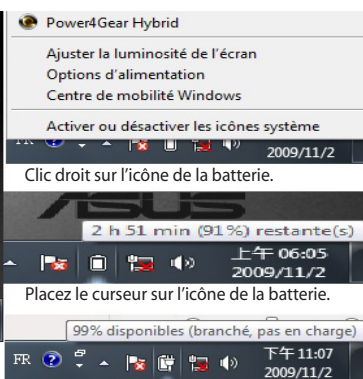 Power4Gear Hybrid
Ajuster la luminosité de l'écran
Options d'alimentation
Centre de mobilité Windows
Activer ou désactiver les icônes système
2009/11/2
Clic droit sur l'icône de la batterie.
ASUS
2 h 51 min (91%) restante(s)
上午 06:05
2009/11/2
Placez le curseur sur l'icône de la batterie.
99% disponibles (branché, pas en charge)
FR
下午 11:07
2009/11/2